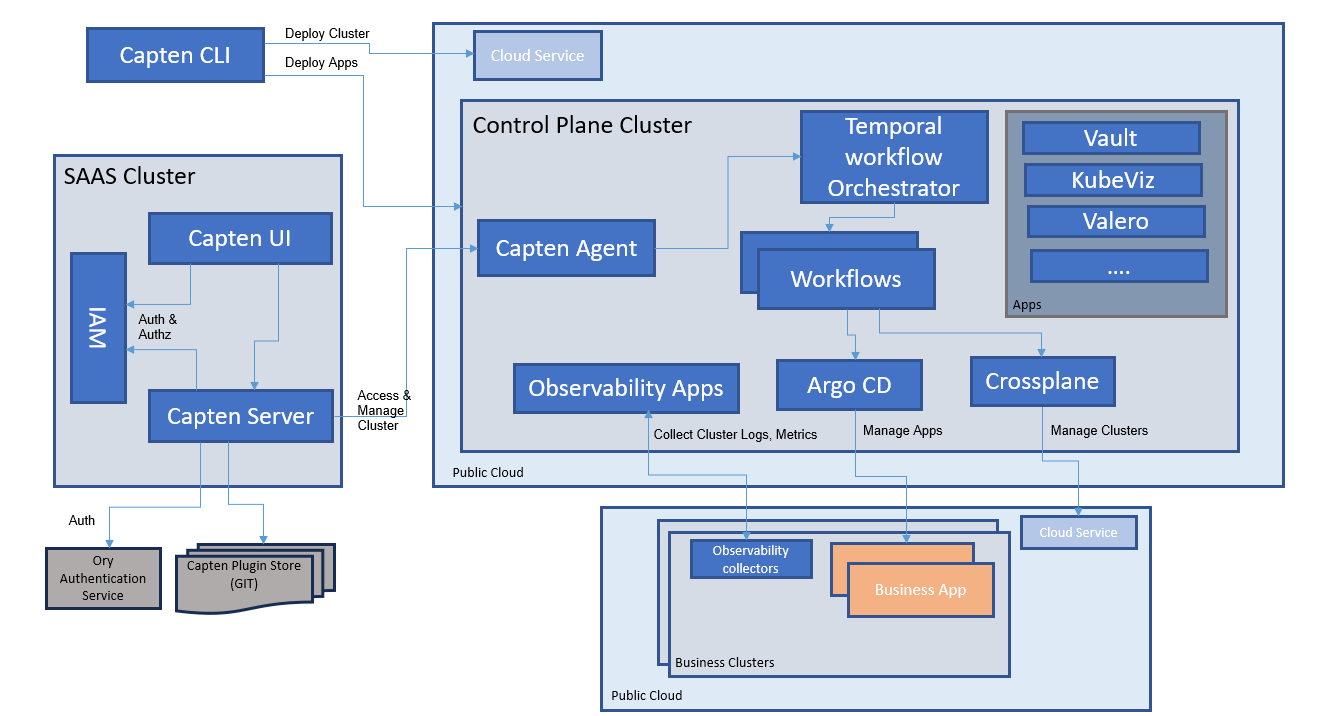 Capten CLI
Deploy Cluster
Deploy Apps
Cloud Service
Control Plane Cluster
Temporal
workflow
Orchestrator
Vault
KubeViz
Valero
....
Apps
SAAS Cluster
Capten UI
IAM
Auth &
Authz
Capten Server
Access &
Manage
Cluster
Capten Agent
Workflows
Observability Apps
Argo CD
Crossplane
Collect Cluster Logs, Metrics
Manage Apps
Manage Clusters
Public Cloud
Auth
Ory
Authentication
Service
Capten Plugin Store
(GIT)
Cloud Service
Observability
collectors
Business App
Business Clusters
Public Cloud